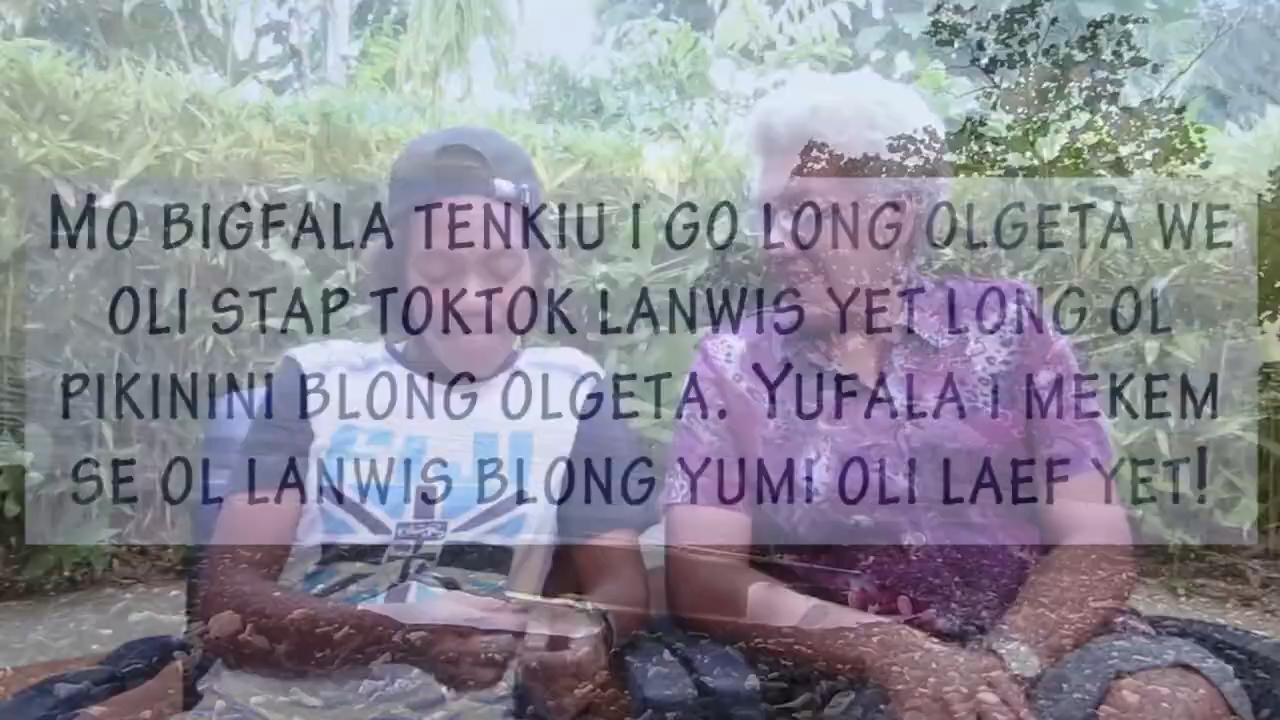 MO BIGFALA TENKIU I GO LONG OLGETA WE
OLI STAP TOKTOK LANWIS YET LONG OL
PIKININI BLONG OLGETA. YUFALA I MEKEM
SE OL LANWIS BLONG YUMI OLI LAEF YET!